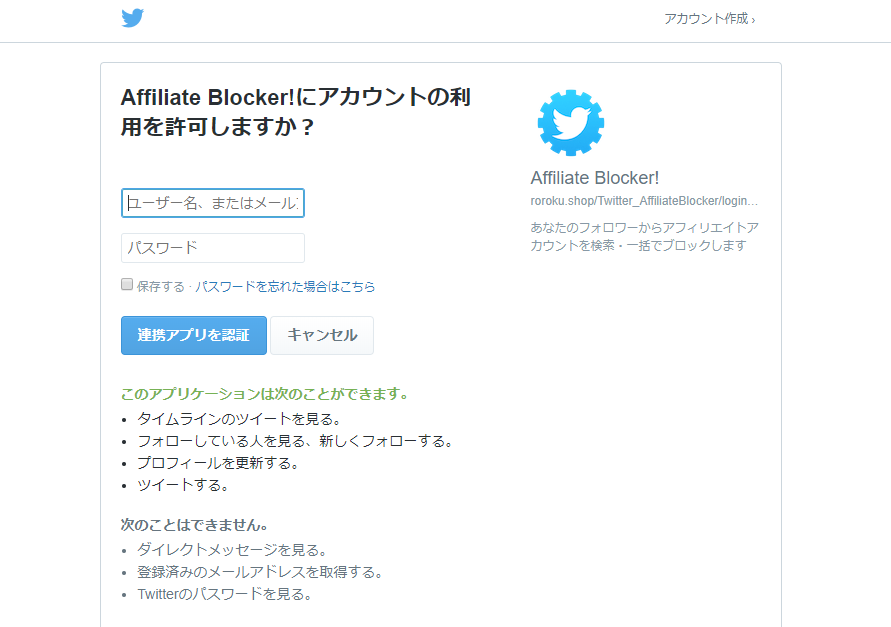 アカウント作成 ›
Affiliate Blocker!にアカウントの利
用を許可しますか？
ユーザー名、またはメール
パスワード
保存する · パスワードを忘れた場合はこちら
連携アプリを認証
キャンセル
Affiliate Blocker!
roroku.shop/Twitter_AffiliateBlocker/login…
あなたのフォロワーからアフィリエイトア
カウントを検索・一括でブロックします
このアプリケーションは次のことができます。
• タイムラインのツイートを見る。
• フォローしている人を見る、新しくフォローする。
• プロフィールを更新する。
• ツイートする。
次のことはできません。
• ダイレクトメッセージを見る。
• 登録済みのメールアドレスを取得する。
• Twitterのパスワードを見る。